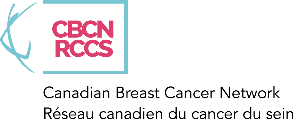 CBCN
RCCS
Canadian Breast Cancer Network
Réseau canadien du cancer du sein